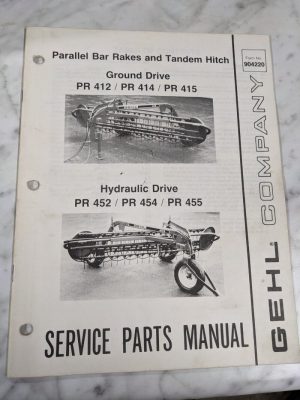 Parallel Bar Rakes and Tandem Hitch
Form No.
904220
Ground Drive
PR 412 / PR 414 / PR 415
Hydraulic Drive
PR 452 / PR 454 / PR 455
SERVICE PARTS MANUAL
GEHL COMPANY